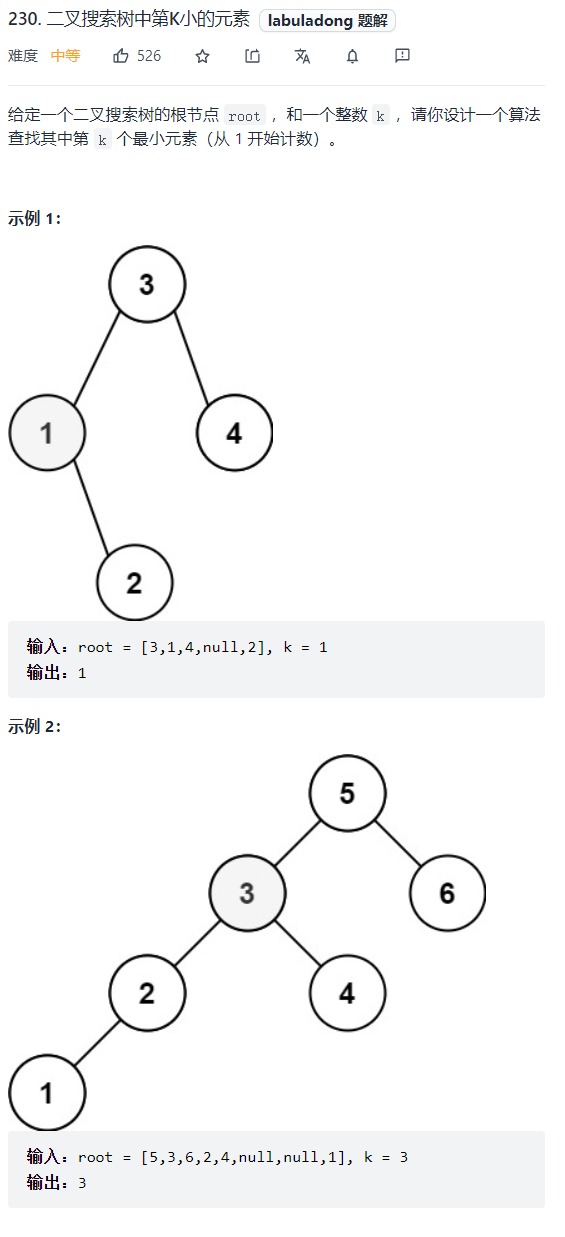 230. 二叉搜索树中第K小的元素 labuladong 题解
难度 中等 526
给定一个二叉搜索树的根节点 root ，和一个整数 k ，请你设计一个算法
查找其中第 k 个最小元素（从 1 开始计数）。
示例 1：
3
1 4
2
输入：root = [3,1,4,null,2], k = 1
输出：1
示例 2：
5
3 6
2 4
1
输入：root = [5,3,6,2,4,null,null,1], k = 3
输出：3